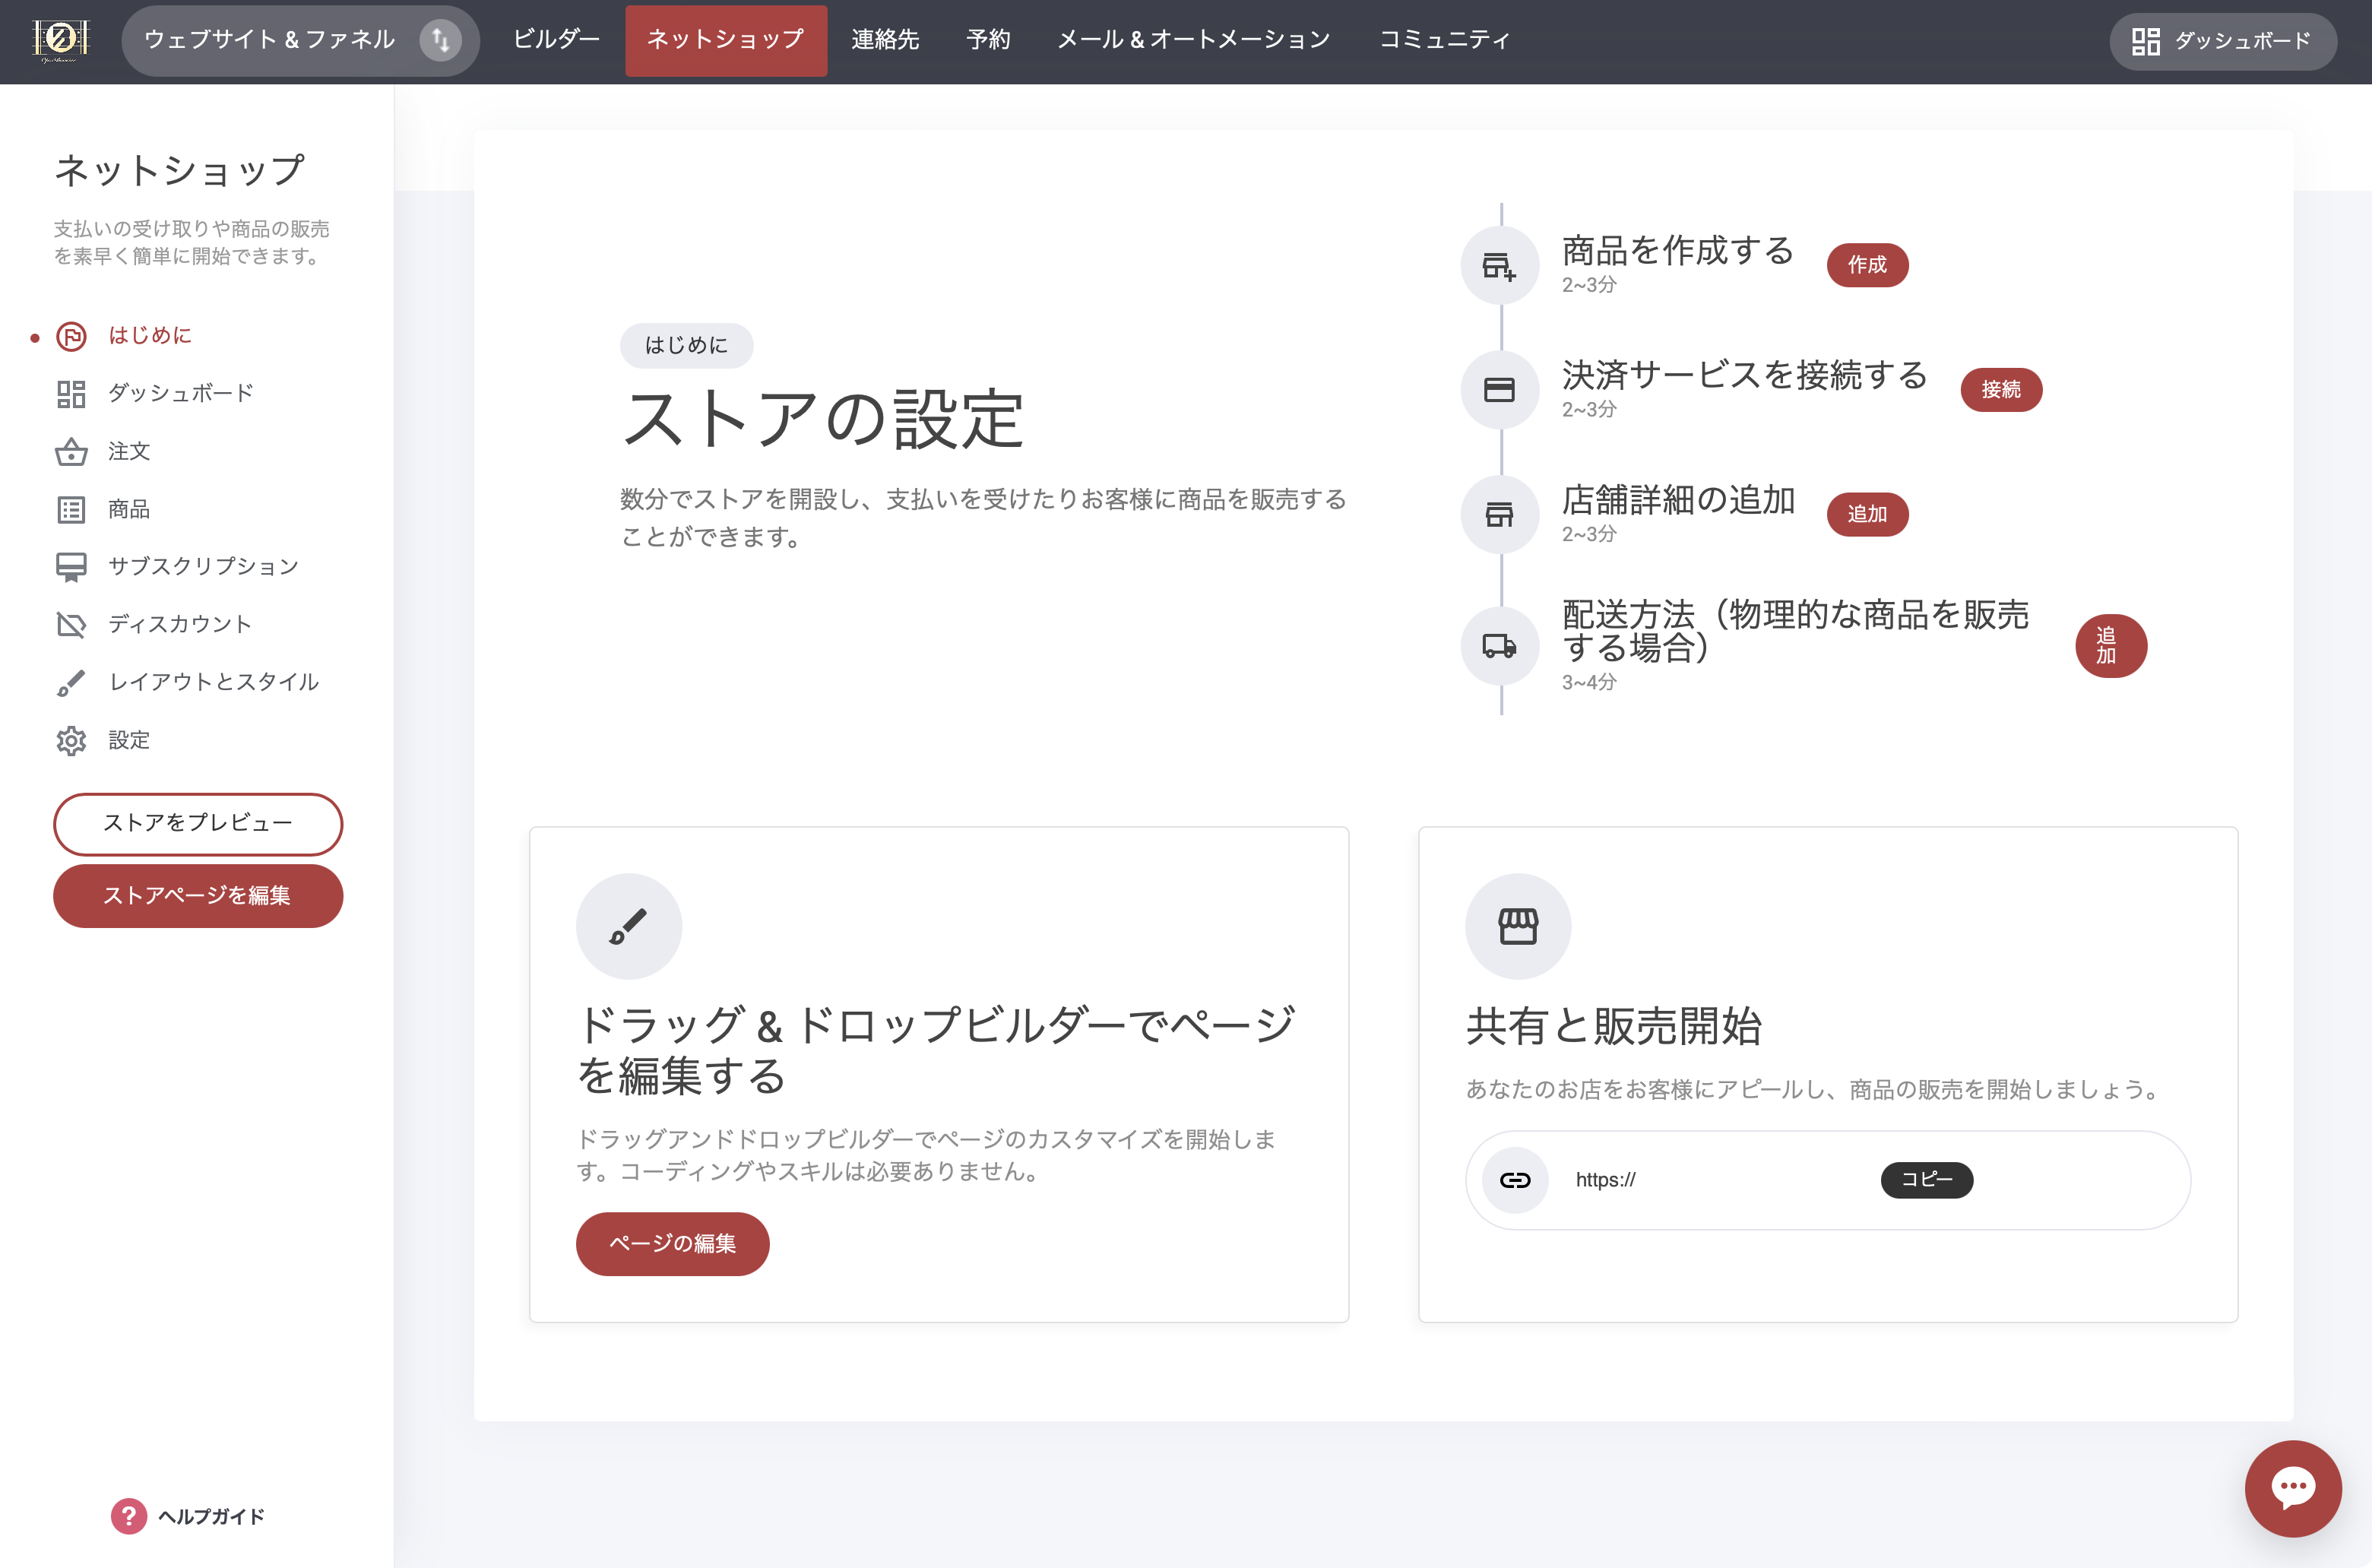 ウェブサイト & ファネル
ビルダー
ネットショップ
連絡先
予約
メール & オートメーション
コミュニティ
ダッシュボード
ネットショップ
支払いの受け取りや商品の販売
を素早く簡単に開始できます。
はじめに
ダッシュボード
注文
商品
サブスクリプション
ディスカウント
レイアウトとスタイル
設定
ストアをプレビュー
ストアページを編集
ヘルプガイド
はじめに
ストアの設定
数分でストアを開設し、支払いを受けたりお客様に商品を販売する
ことができます。
商品を作成する
2~3分
作成
決済サービスを接続する
2~3分
接続
店舗詳細の追加
2~3分
追加
配送方法（物理的な商品を販売
する場合）
3~4分
追
加
ドラッグ & ドロップビルダーでページ
を編集する
ドラッグアンドドロップビルダーでページのカスタマイズを開始しま
す。コーディングやスキルは必要ありません。
ページの編集
共有と販売開始
あなたのお店をお客様にアピールし、商品の販売を開始しましょう。
https://
コピー